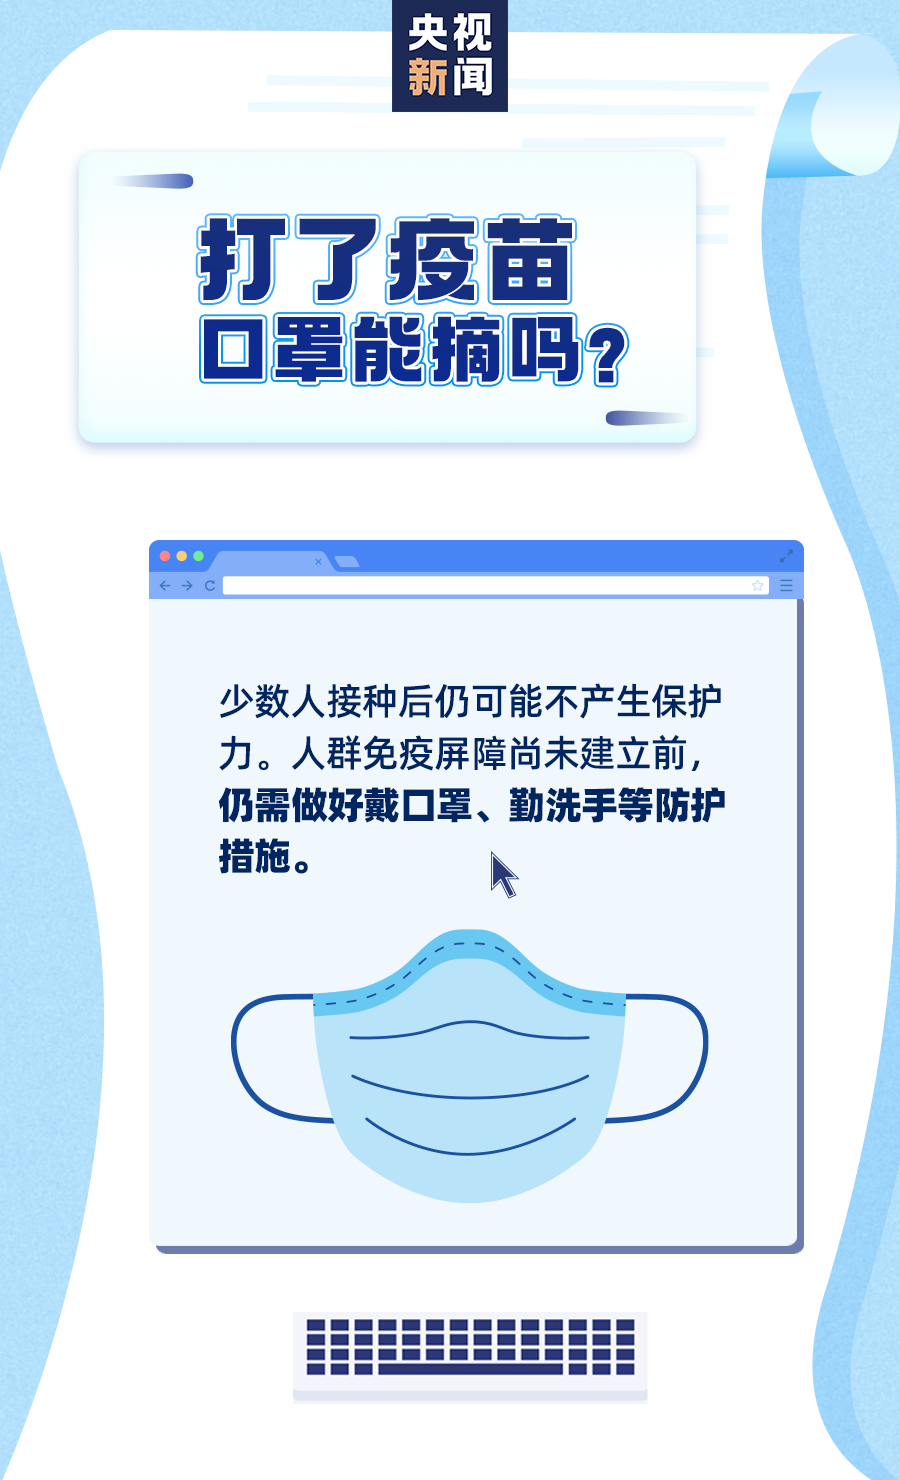 央视
新闻
打了疫苗
口罩能摘吗?
少数人接种后仍可能不产生保护
力。人群免疫屏障尚未建立前,
仍需做好戴口罩、勤洗手等防护
措施。